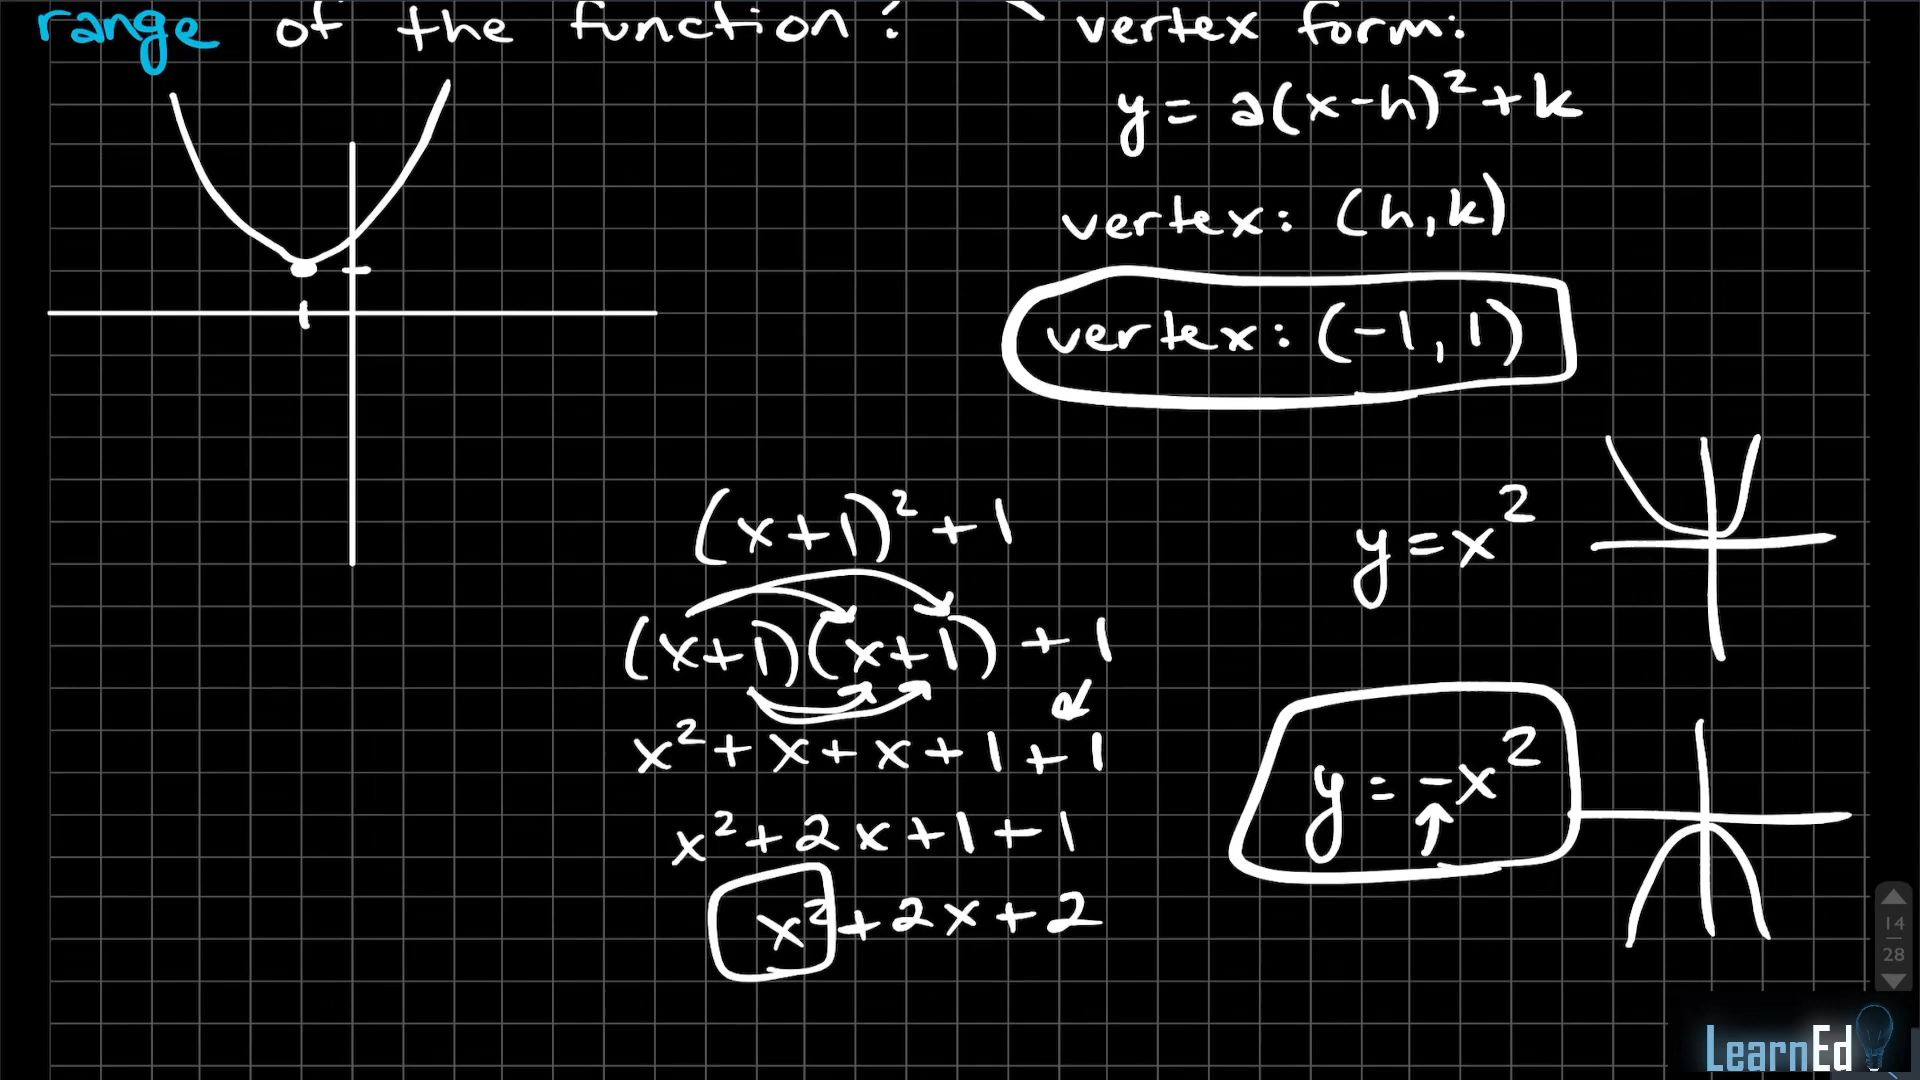 range of the function?
vertex form:
y = a(x-h)²+k
vertex: (h,k)
vertex: (-1,1)
(x+1)²+1
(x+1)(x+1)+1
x²+x+x+1+1
x²+2x+1+1
x²+2x+2
y=x²
y=-x²
14
28
LearnEd